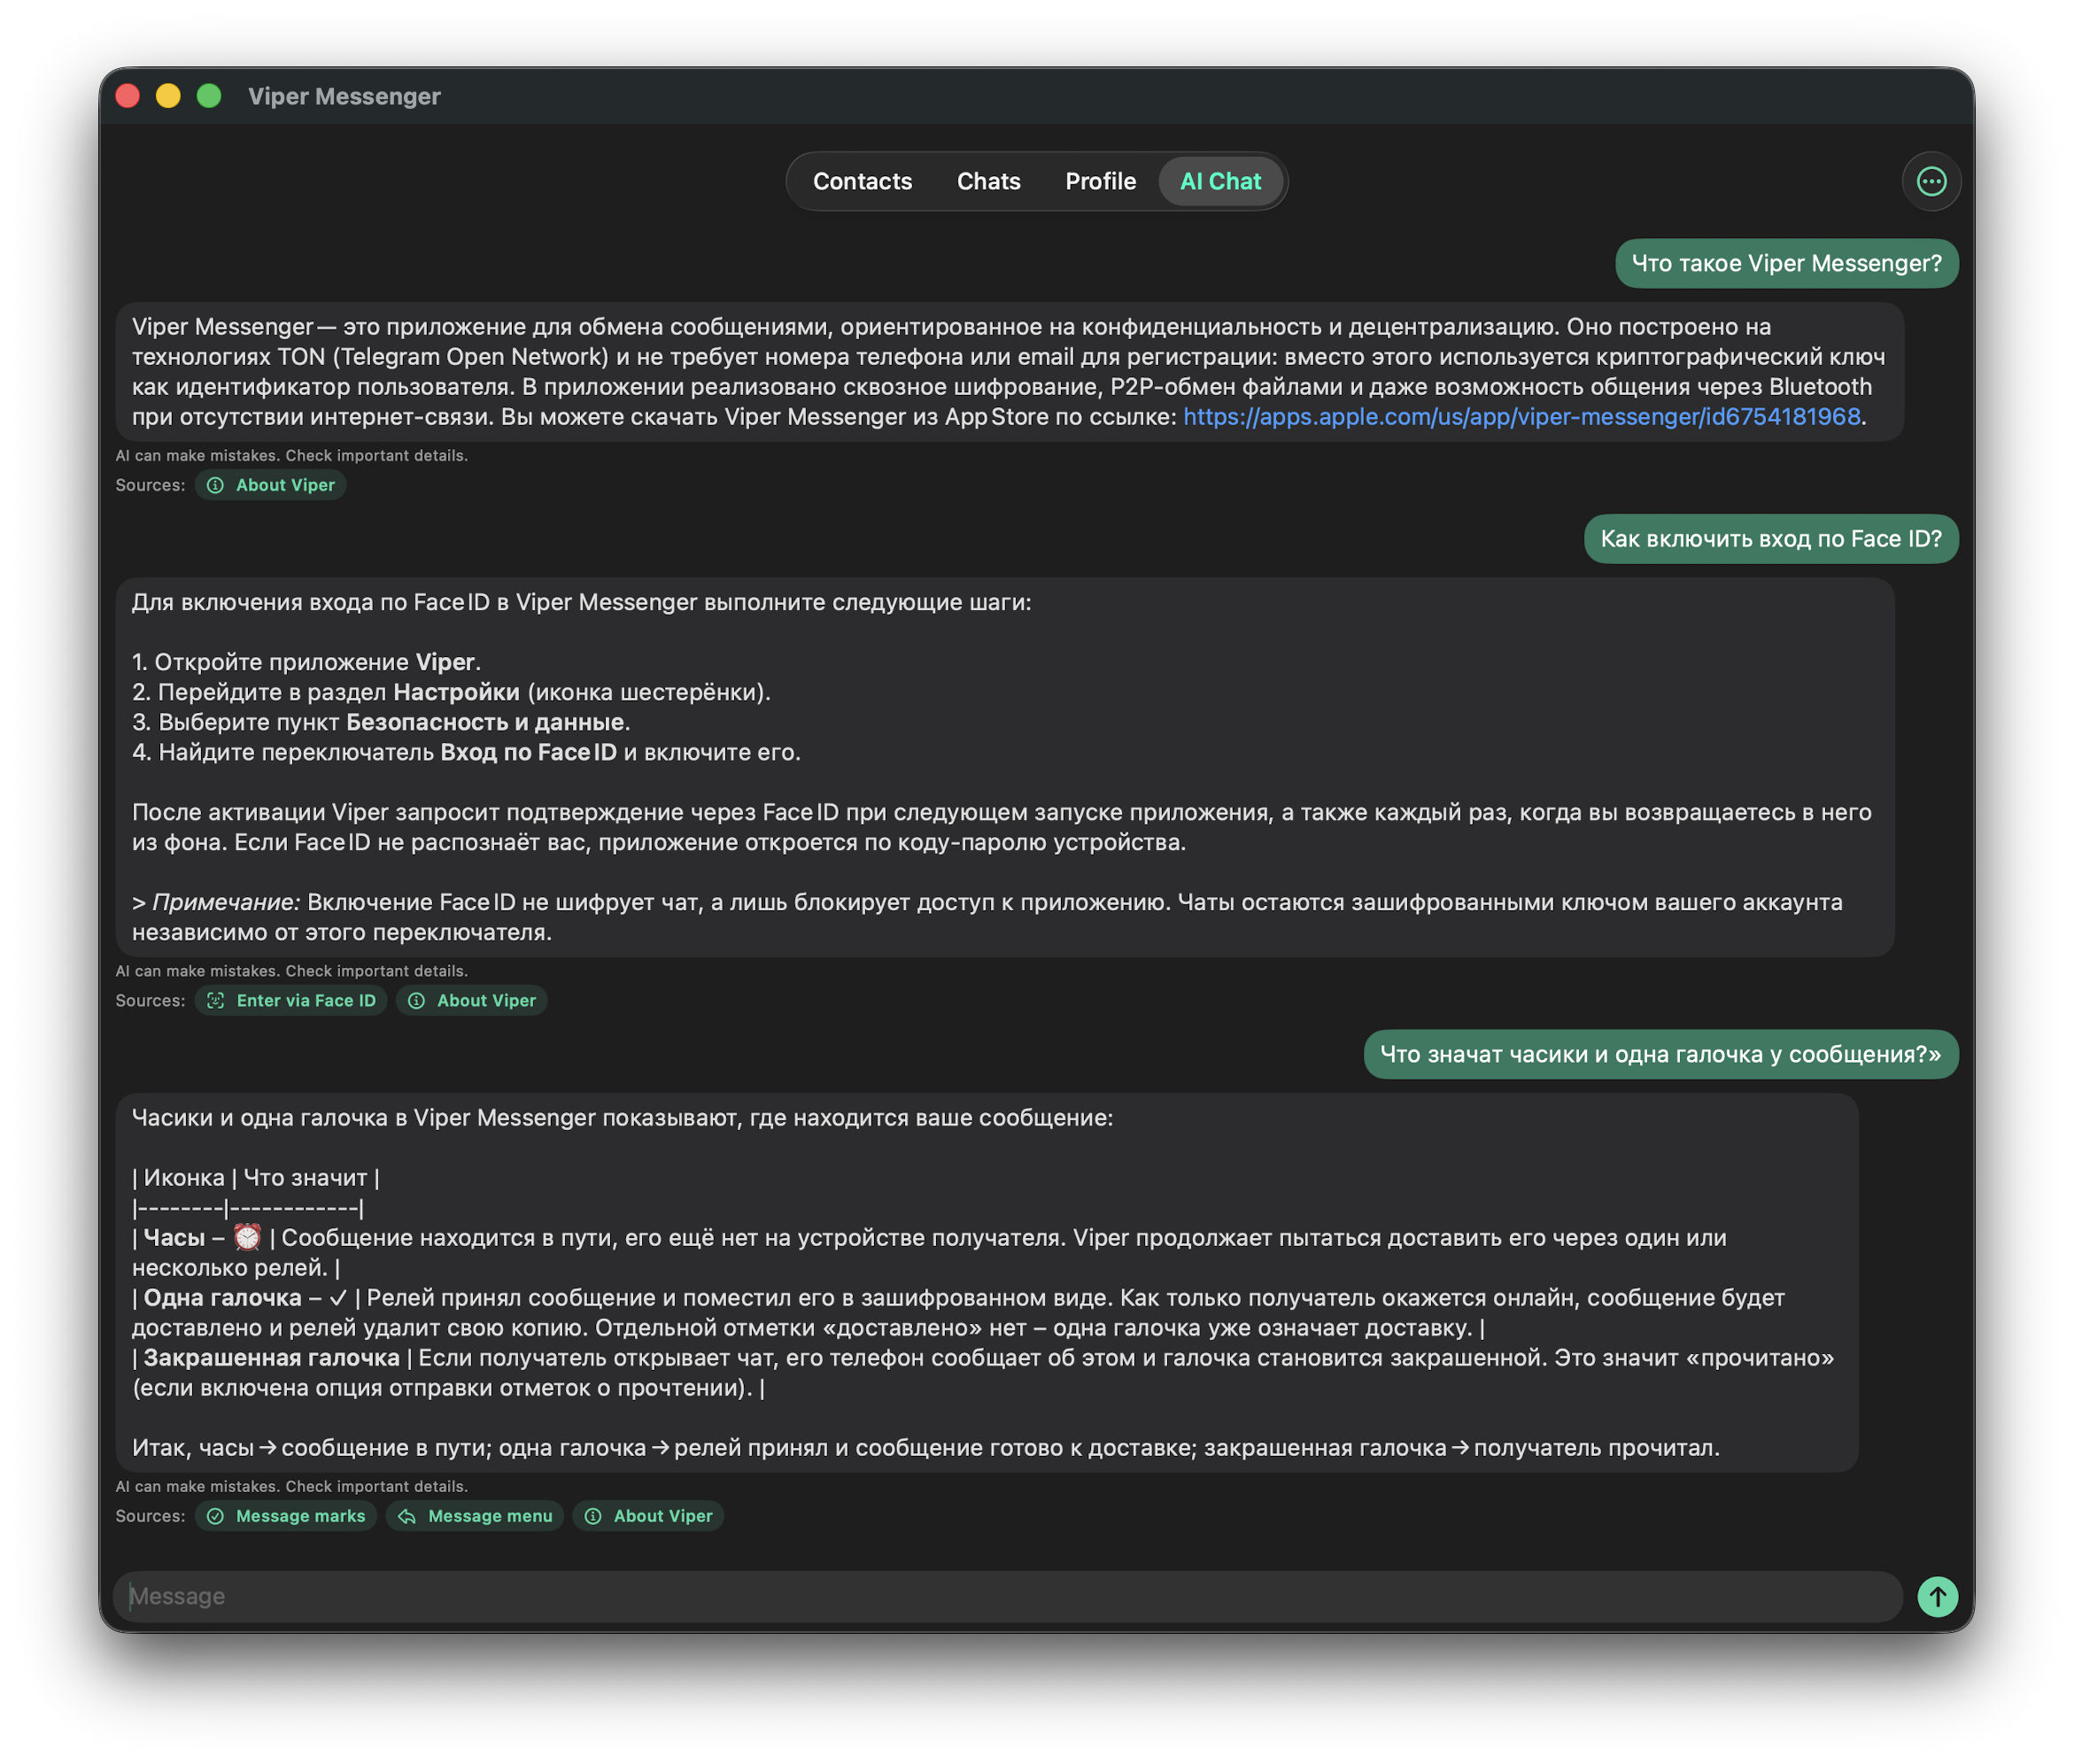 Viper Messenger
Contacts Chats Profile AI Chat
Что такое Viper Messenger?
Viper Messenger — это приложение для обмена сообщениями, ориентированное на конфиденциальность и децентрализацию. Оно построено на
технологиях TON (Telegram Open Network) и не требует номера телефона или email для регистрации: вместо этого используется криптографический ключ
как идентификатор пользователя. В приложении реализовано сквозное шифрование, P2P-обмен файлами и даже возможность общения через Bluetooth
при отсутствии интернет-связи. Вы можете скачать Viper Messenger из App Store по ссылке: https://apps.apple.com/us/app/viper-messenger/id6754181968.
AI can make mistakes. Check important details.
Sources: About Viper
Как включить вход по Face ID?
Для включения входа по Face ID в Viper Messenger выполните следующие шаги:
1. Откройте приложение Viper.
2. Перейдите в раздел Настройки (иконка шестерёнки).
3. Выберите пункт Безопасность и данные.
4. Найдите переключатель Вход по Face ID и включите его.
После активации Viper запросит подтверждение через Face ID при следующем запуске приложения, а также каждый раз, когда вы возвращаетесь в него
из фона. Если Face ID не распознаёт вас, приложение откроется по коду-паролю устройства.
> Примечание: Включение Face ID не шифрует чат, а лишь блокирует доступ к приложению. Чаты остаются зашифрованными ключом вашего аккаунта
независимо от этого переключателя.
AI can make mistakes. Check important details.
Sources: Enter via Face ID About Viper
Что значат часики и одна галочка у сообщения?»
Часики и одна галочка в Viper Messenger показывают, где находится ваше сообщение:
| Иконка | Что значит |
|--------|------------|
| Часы – ⏰ | Сообщение находится в пути, его ещё нет на устройстве получателя. Viper продолжает пытаться доставить его через один или
несколько релей. |
| Одна галочка – ✓ | Релей принял сообщение и поместил его в зашифрованном виде. Как только получатель окажется онлайн, сообщение будет
доставлено и релей удалит свою копию. Отдельной отметки «доставлено» нет – одна галочка уже означает доставку. |
| Закрашенная галочка | Если получатель открывает чат, его телефон сообщает об этом и галочка становится закрашенной. Это значит «прочитано»
(если включена опция отправки отметок о прочтении). |
Итак, часы → сообщение в пути; одна галочка → релей принял и сообщение готово к доставке; закрашенная галочка → получатель прочитал.
AI can make mistakes. Check important details.
Sources: Message marks Message menu About Viper
Message